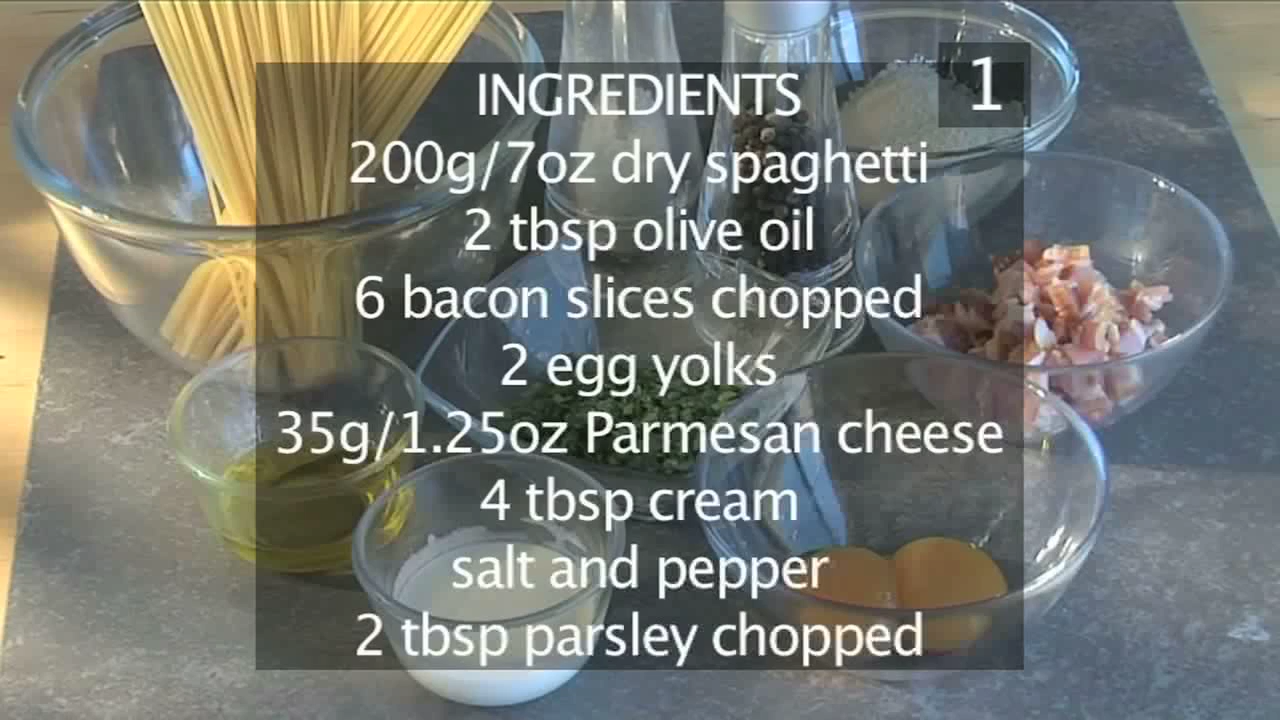 INGREDIENTS
1
200g/7oz dry spaghetti
2 tbsp olive oil
6 bacon slices chopped
2 egg yolks
35g/1.25oz Parmesan cheese
4 tbsp cream
salt and pepper
2 tbsp parsley chopped